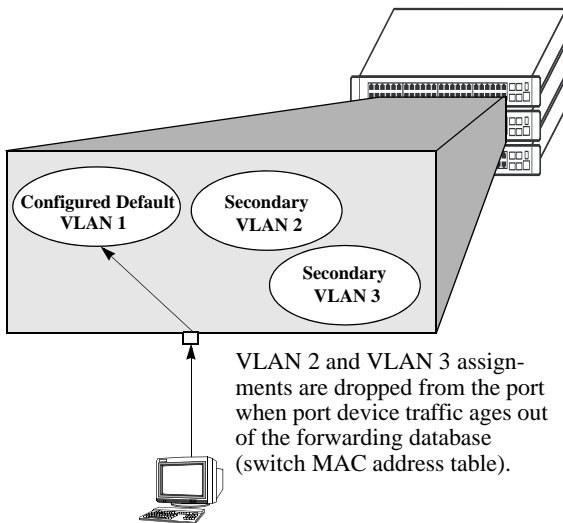 Configured Default
VLAN 1
Secondary
VLAN 2
Secondary
VLAN 3
VLAN 2 and VLAN 3 assign-
ments are dropped from the port
when port device traffic ages out
of the forwarding database
(switch MAC address table).